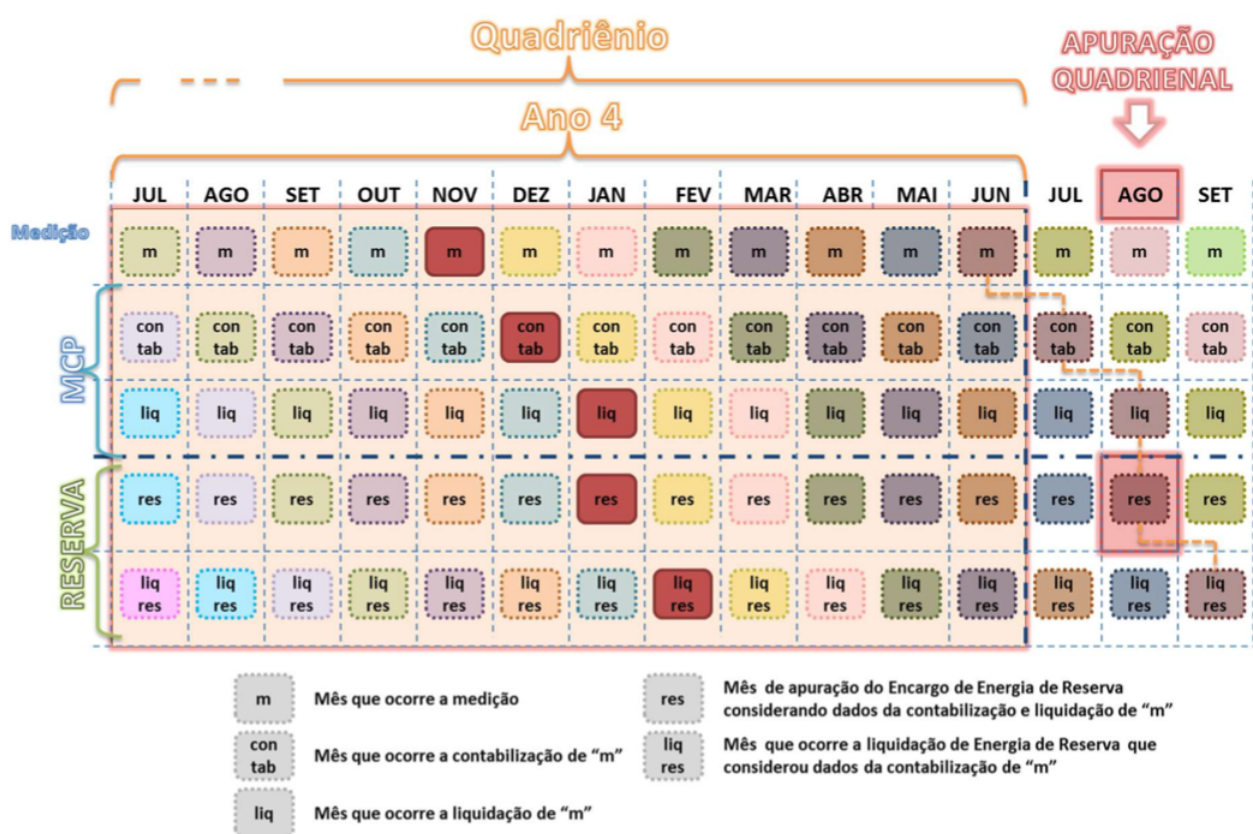 Quadriênio
APURAÇÃO
QUADRIENAL
Ano 4
JUL AGO SET OUT NOV DEZ JAN FEV MAR ABR MAI JUN JUL AGO SET
Medição
m m m m m m m m m m m m m m m
MCP
con con con con con con con con con con con con con con con
tab tab tab tab tab tab tab tab tab tab tab tab tab tab tab
liq liq liq liq liq liq liq liq liq liq liq liq liq liq liq
RESERVA
res res res res res res res res res res res res res res res
liq liq liq liq liq liq liq liq liq liq liq liq liq liq liq
res res res res res res res res res res res res res res res
m Mês que ocorre a medição
con
tab
Mês que ocorre a contabilização de “m”
liq Mês que ocorre a liquidação de “m”
res
Mês de apuração do Encargo de Energia de Reserva
considerando dados da contabilização e liquidação de “m”
liq
res
Mês que ocorre a liquidação de Energia de Reserva que
considerou dados da contabilização de “m”